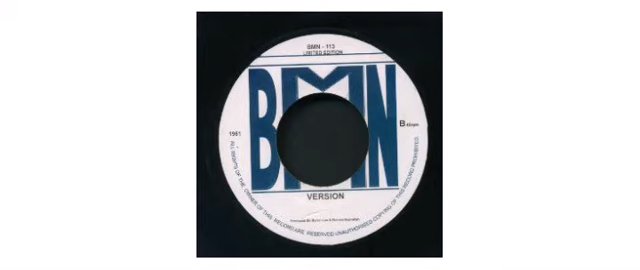 BMN - 113
LIMITED EDITION
BMN
1961
B 45rpm
VERSION
ALL RIGHTS OF THE OWNER OF THIS RECORD ARE RESERVED UNAUTHORISED COPYING OF THIS RECORD PROHIBITED